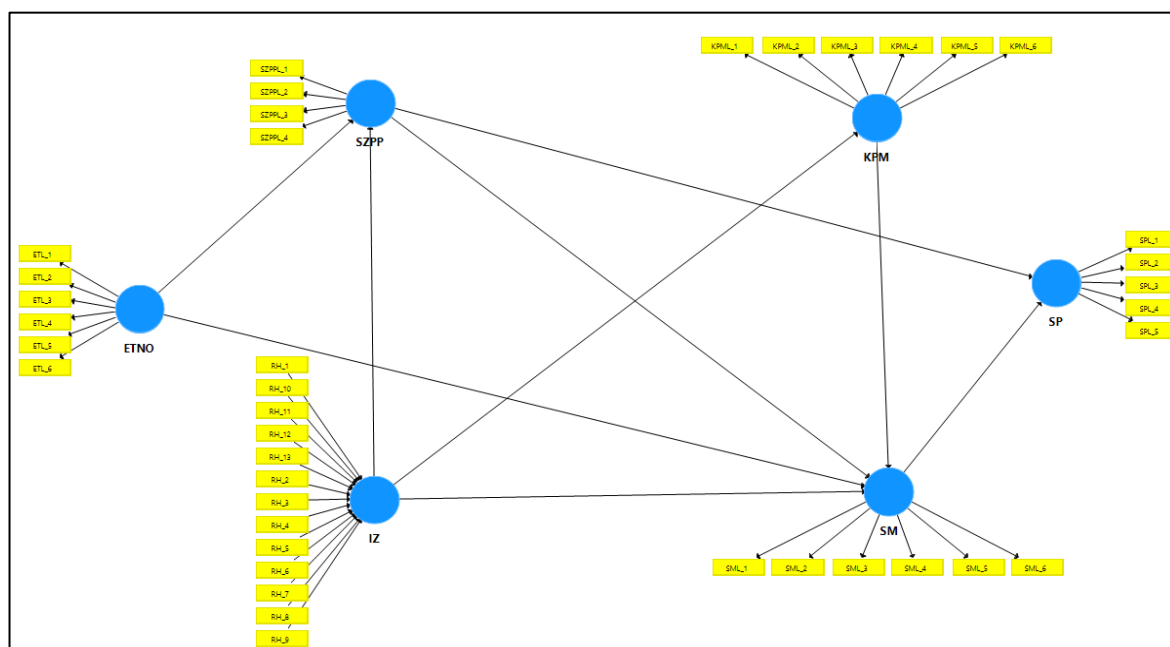 KPML_1
KPML_2
KPML_3
KPML_4
KPML_5
KPML_6
KPM
SZPPL_1
SZPPL_2
SZPPL_3
SZPPL_4
SZPP
ETL_1
ETL_2
ETL_3
ETL_4
ETL_5
ETL_6
ETNO
SPL_1
SPL_2
SPL_3
SPL_4
SPL_5
SP
RH_1
RH_10
RH_11
RH_12
RH_13
RH_2
RH_3
RH_4
RH_5
RH_6
RH_7
RH_8
RH_9
IZ
SM
SML_1
SML_2
SML_3
SML_4
SML_5
SML_6